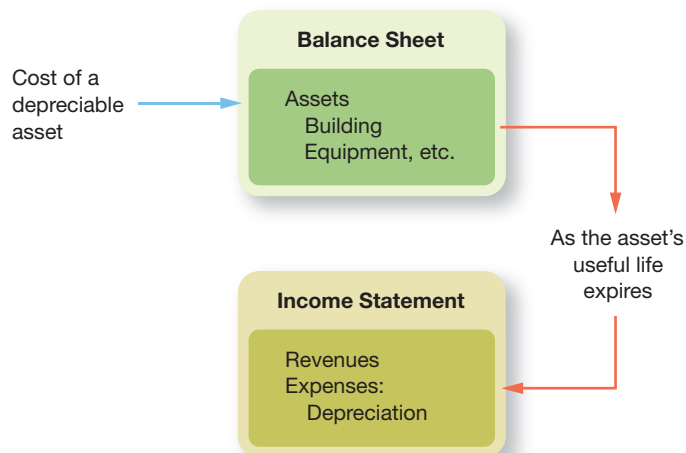 Balance Sheet
Cost of a
depreciable
asset
Assets
Building
Equipment, etc.
As the asset’s
useful life
expires
Income Statement
Revenues
Expenses:
Depreciation